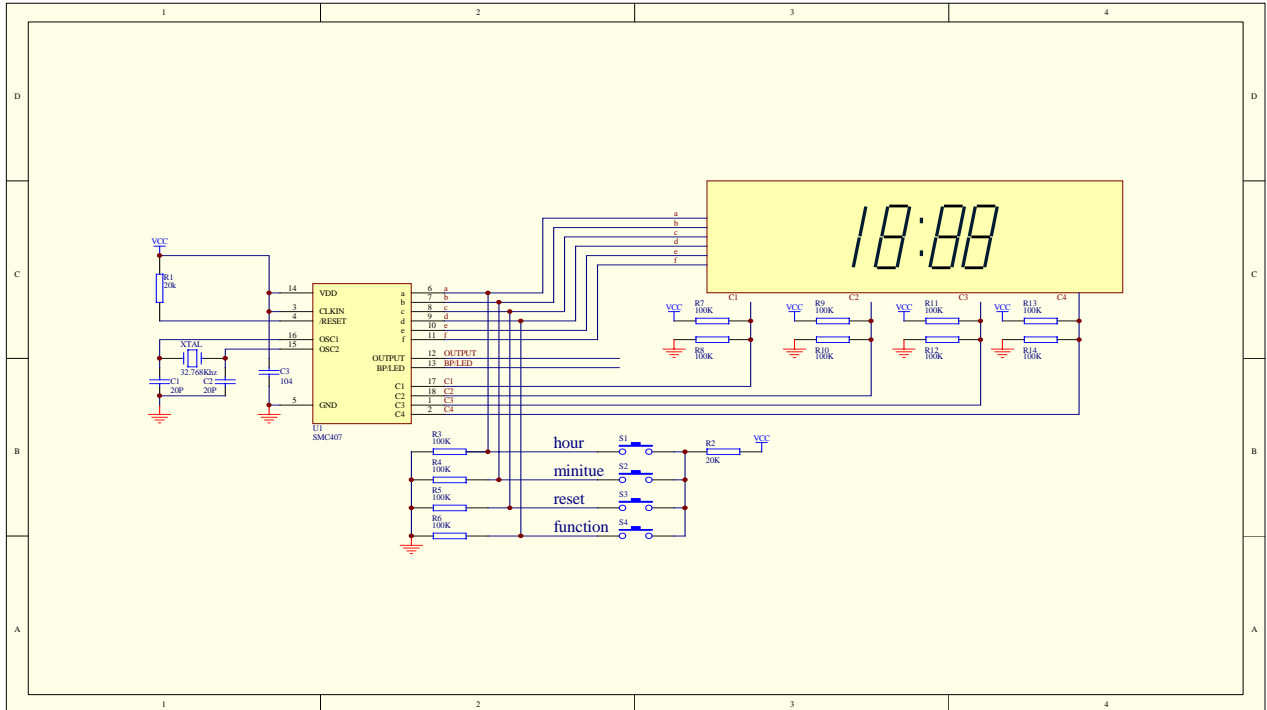 1 2 3 4
D D
C C
B B
A A
18:88
a
b
c
d
e
f
C1 C2 C3 C4
VCC
R1
20k
14 VDD
3 CLKIN
4 /RESET
16 OSC1
15 OSC2
5 GND
a 6 a
b 7 b
c 8 c
d 9 d
e 10 e
f 11 f
OUTPUT 12 OUTPUT
BP/LED 13 BP/LED
C1 17 C1
C2 18 C2
C3 1 C3
C4 2 C4
U1
SMC407
XTAL
32.768Khz
C1
20P
C2
20P
C3
104
VCC R7
100K
R8
100K
VCC R9
100K
R10
100K
VCC R11
100K
R12
100K
VCC R13
100K
R14
100K
R3
100K
hour S1
R2
20K
VCC
R4
100K
minitue S2
R5
100K
reset S3
R6
100K
function S4
1 2 3 4